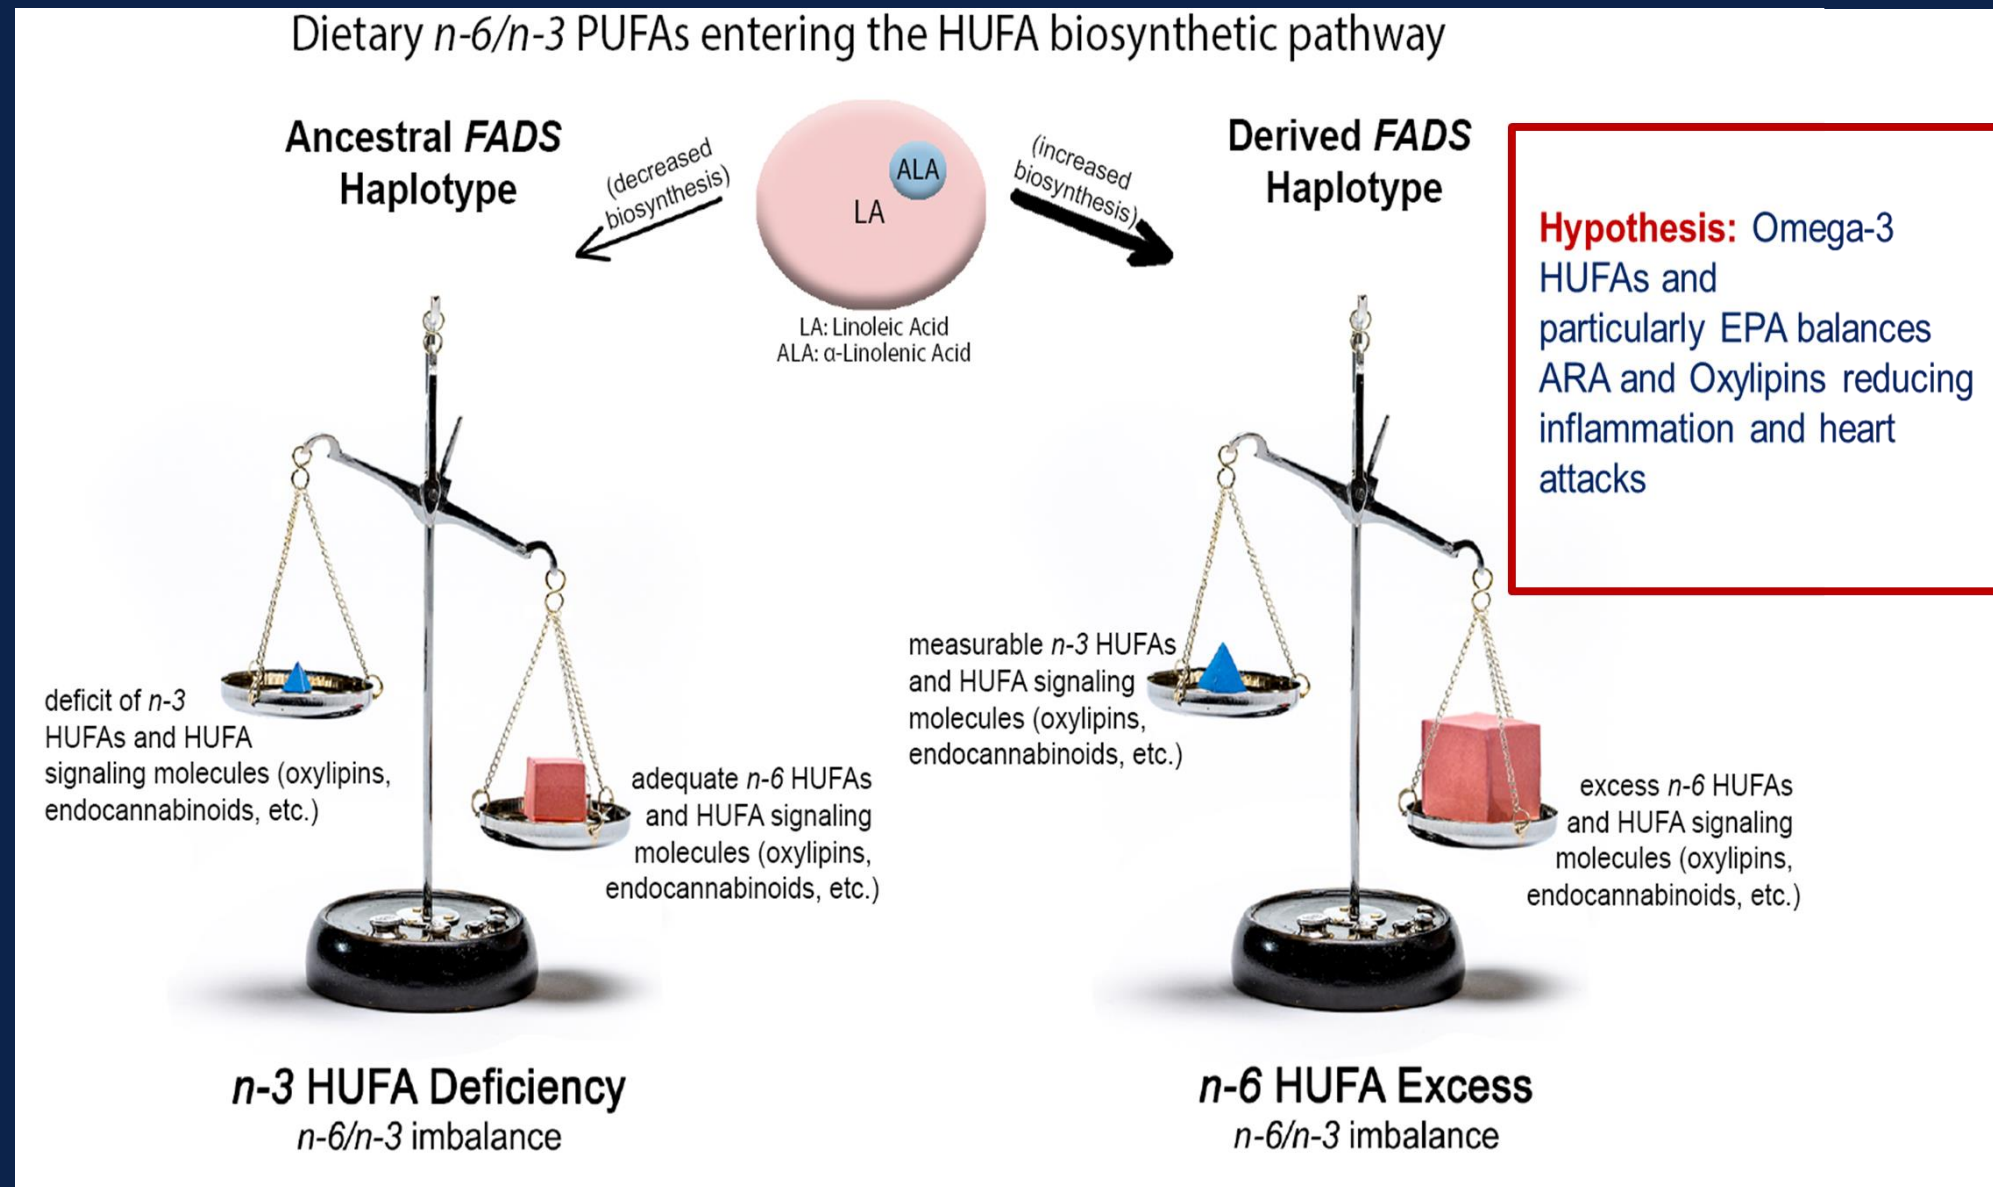 Dietary n-6/n-3 PUFAs entering the HUFA biosynthetic pathway
Ancestral FADS
Haplotype
(decreased
biosynthesis)
ALA
LA
LA: Linoleic Acid
ALA: α-Linolenic Acid
(increased
biosynthesis)
Derived FADS
Haplotype
Hypothesis: Omega-3
HUFAs and
particularly EPA balances
ARA and Oxylipins reducing
inflammation and heart
attacks
deficit of n-3
HUFAs and HUFA
signaling molecules (oxylipins,
endocannabinoids, etc.)
adequate n-6 HUFAs
and HUFA signaling
molecules (oxylipins,
endocannabinoids, etc.)
measurable n-3 HUFAs
and HUFA signaling
molecules (oxylipins,
endocannabinoids, etc.)
excess n-6 HUFAs
and HUFA signaling
molecules (oxylipins,
endocannabinoids, etc.)
n-3 HUFA Deficiency
n-6/n-3 imbalance
n-6 HUFA Excess
n-6/n-3 imbalance